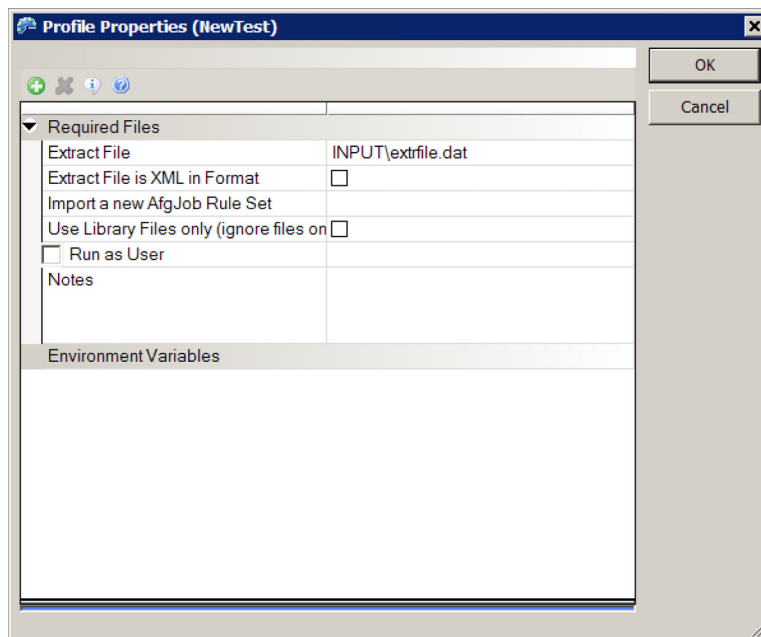 Profile Properties (NewTest)
OK
Cancel
Required Files
Extract File INPUT\extrfile.dat
Extract File is XML in Format
Import a new AfgJob Rule Set
Use Library Files only (ignore files on
Run as User
Notes
Environment Variables